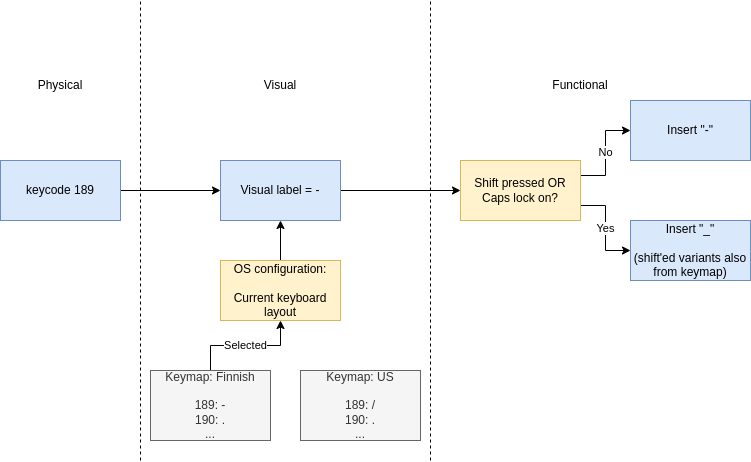 Physical
Visual
Functional
keycode 189
Visual label = -
Shift pressed OR
Caps lock on?
No
Insert "-"
Yes
Insert "_"
(shift'ed variants also
from keymap)
OS configuration:
Current keyboard
layout
Selected
Keymap: Finnish
189: -
190: .
...
Keymap: US
189: /
190: .
...